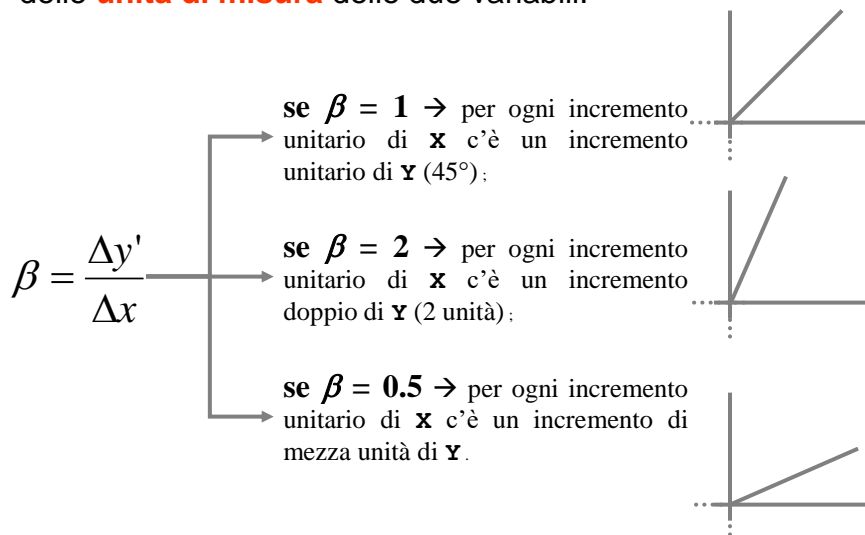 delle unità di misura delle due variabili.
se β = 1 → per ogni incremento
unitario di X c'è un incremento
unitario di Y (45°) ;
β = Δy' / Δx
se β = 2 → per ogni incremento
unitario di X c'è un incremento
doppio di Y (2 unità) ;
se β = 0.5 → per ogni incremento
unitario di X c'è un incremento di
mezza unità di Y .